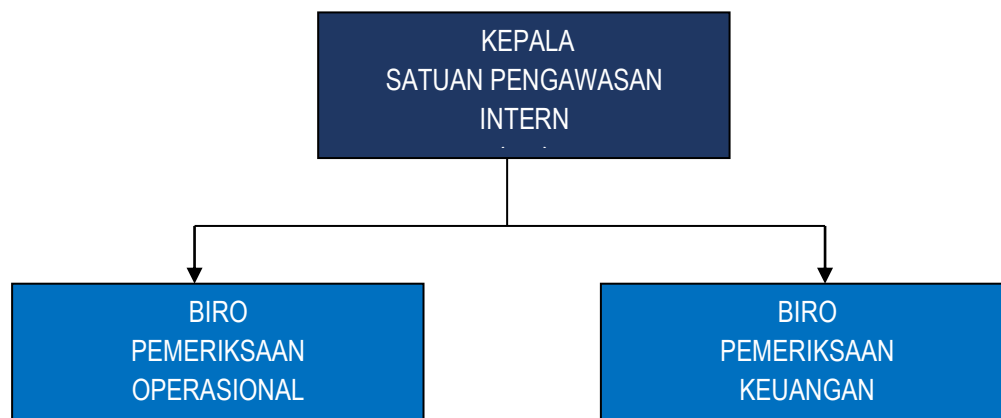 KEPALA
SATUAN PENGAWASAN
INTERN
BIRO
PEMERIKSAAN
OPERASIONAL
BIRO
PEMERIKSAAN
KEUANGAN